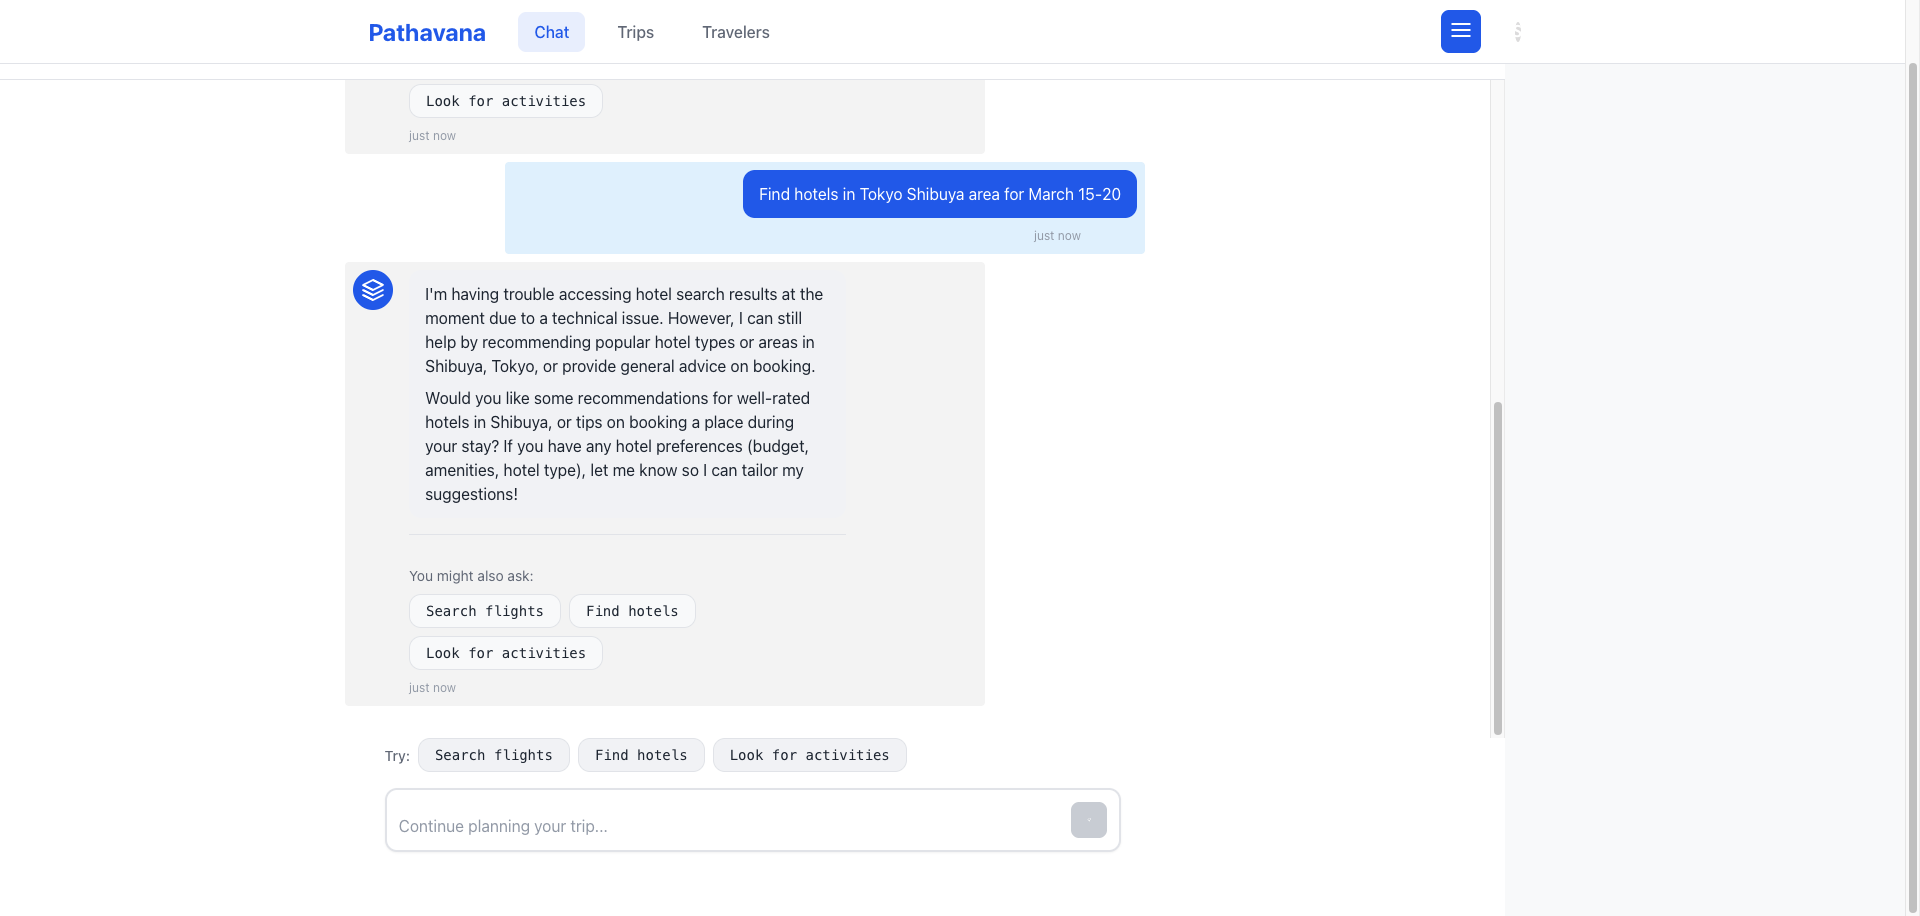 Pathavana
Chat
Trips
Travelers
Look for activities
just now
Find hotels in Tokyo Shibuya area for March 15-20
just now
I'm having trouble accessing hotel search results at the
moment due to a technical issue. However, I can still
help by recommending popular hotel types or areas in
Shibuya, Tokyo, or provide general advice on booking.
Would you like some recommendations for well-rated
hotels in Shibuya, or tips on booking a place during
your stay? If you have any hotel preferences (budget,
amenities, hotel type), let me know so I can tailor my
suggestions!
You might also ask:
Search flights
Find hotels
Look for activities
just now
Try:
Search flights
Find hotels
Look for activities
Continue planning your trip...